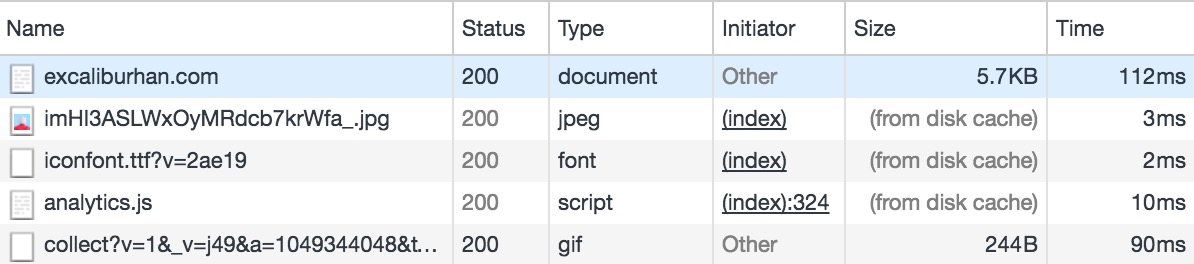 Name Status Type Initiator Size Time
excaliburhan.com 200 document Other 5.7KB 112ms
imHI3ASLWxOyMRdcb7krWfa_.jpg 200 jpeg (index) (from disk cache) 3ms
iconfont.ttf?v=2ae19 200 font (index) (from disk cache) 2ms
analytics.js 200 script (index):324 (from disk cache) 10ms
collect?v=1&_v=j49&a=1049344048&t… 200 gif Other 244B 90ms